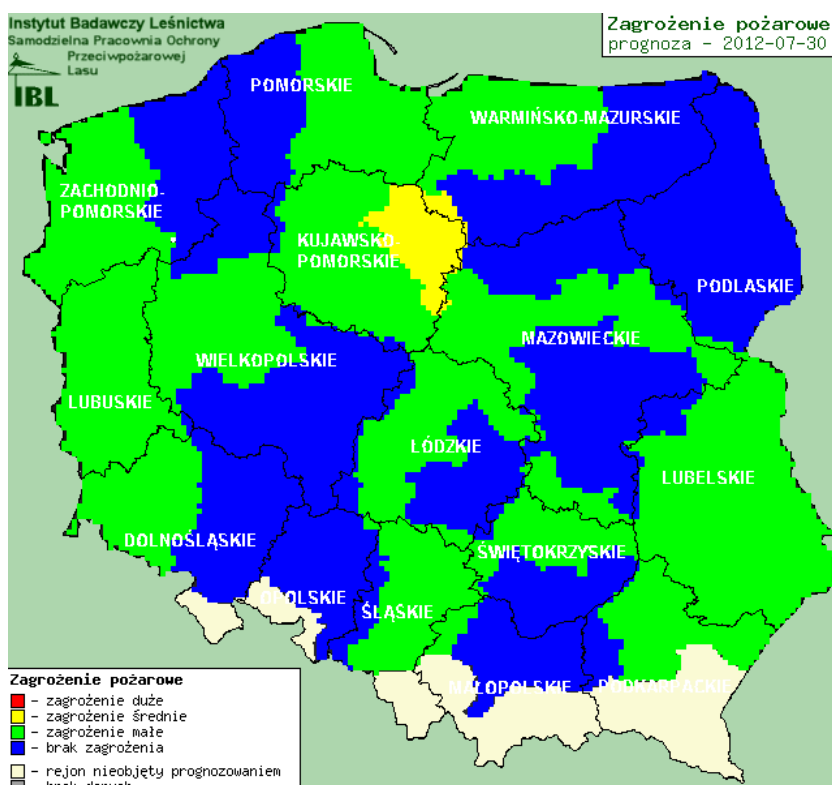 Instytut Badawczy Leśnictwa
Samodzielna Pracownia Ochrony
Przeciwpożarowej
Lasu
IBL
Zagrożenie pożarowe
prognoza - 2012-07-30
POMORSKIE
WARMIŃSKO-MAZURSKIE
ZACHODNIO-
POMORSKIE
KUJAWSKO-
POMORSKIE
PODLASKIE
MAZOWIECKIE
WIELKOPOLSKIE
LUBUSKIE
ŁÓDZKIE
LUBELSKIE
DOLNOŚLĄSKIE
ŚWIĘTOKRZYSKIE
OPOLSKIE
ŚLĄSKIE
MAŁOPOLSKIE
PODKARPACKIE
Zagrożenie pożarowe
- zagrożenie duże
- zagrożenie średnie
- zagrożenie małe
- brak zagrożenia
- rejon nieobjęty prognozowaniem
- brak danych